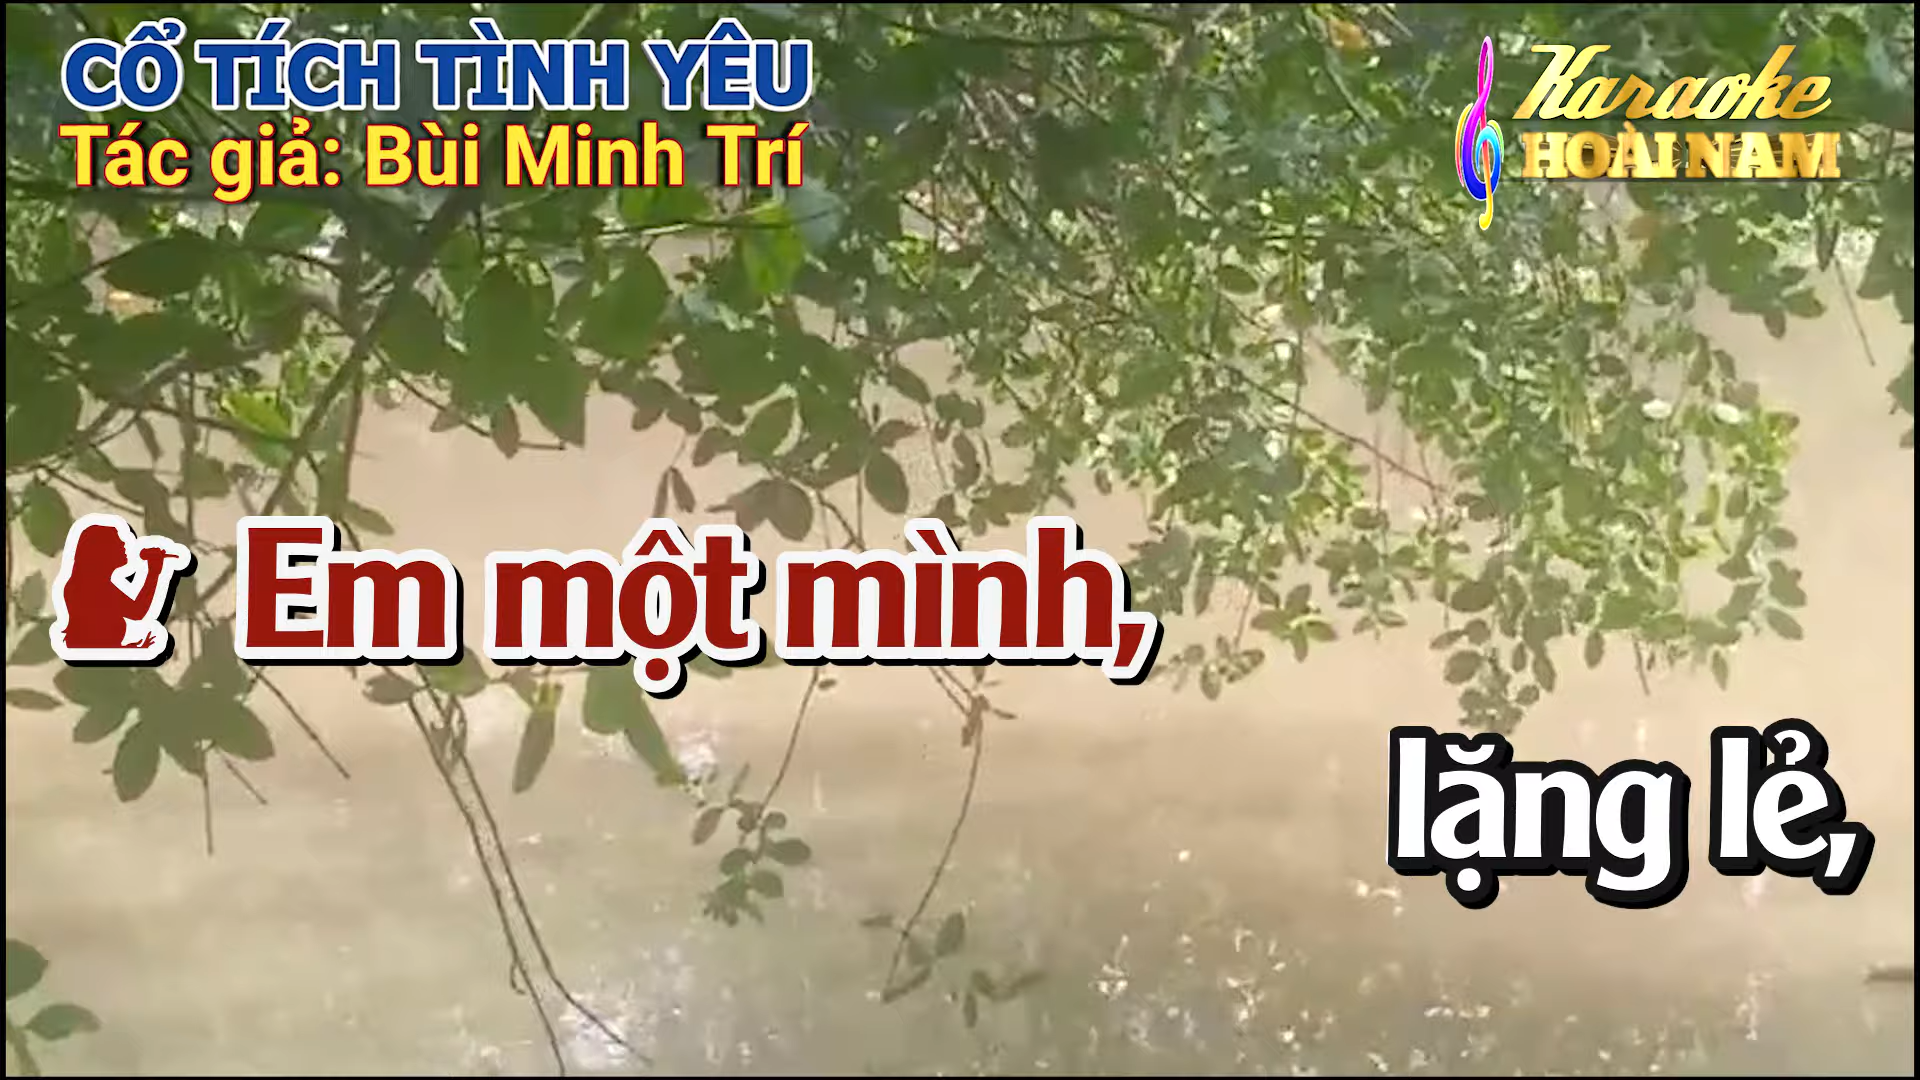 CỔ TÍCH TÌNH YÊU
Tác giả: Bùi Minh Trí
Karaoke
HOÀI NAM
Em một mình,
lặng lẻ,